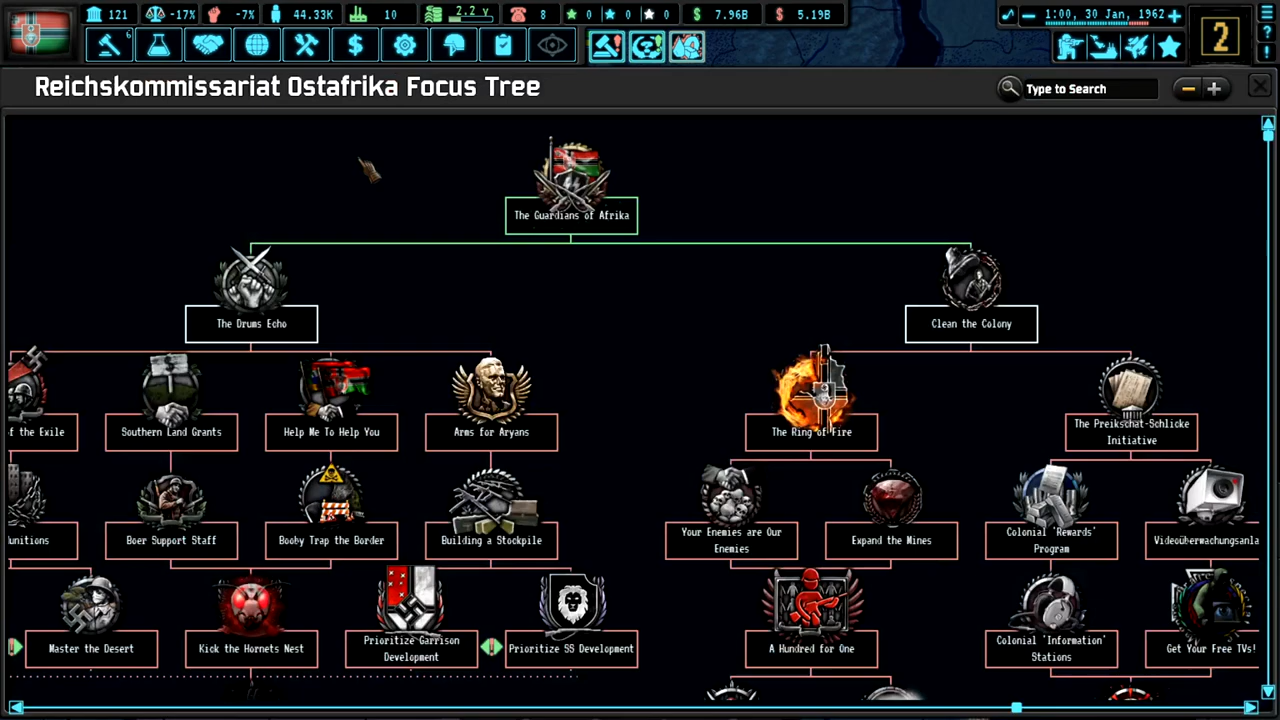 121
-17%
-7%
44.33K
10
2.2 y
8
0
0
0
$ 7.96B
$ 5.19B
1:00, 30 Jan, 1962
2
Reichskommissariat Ostafrika Focus Tree
Type to Search
The Guardians of Afrika
The Drums Echo
Clean the Colony
of the Exile
Southern Land Grants
Help Me To Help You
Arms for Aryans
The Ring of Fire
The Preikschat-Schlicke
Initiative
unitions
Boer Support Staff
Booby Trap the Border
Building a Stockpile
Your Enemies are Our
Enemies
Expand the Mines
Colonial 'Rewards'
Program
Videoüberwachungsanla
Master the Desert
Kick the Hornets Nest
Prioritize Garrison
Development
Prioritize SS Development
A Hundred for One
Colonial 'Information'
Stations
Get Your Free TVs!